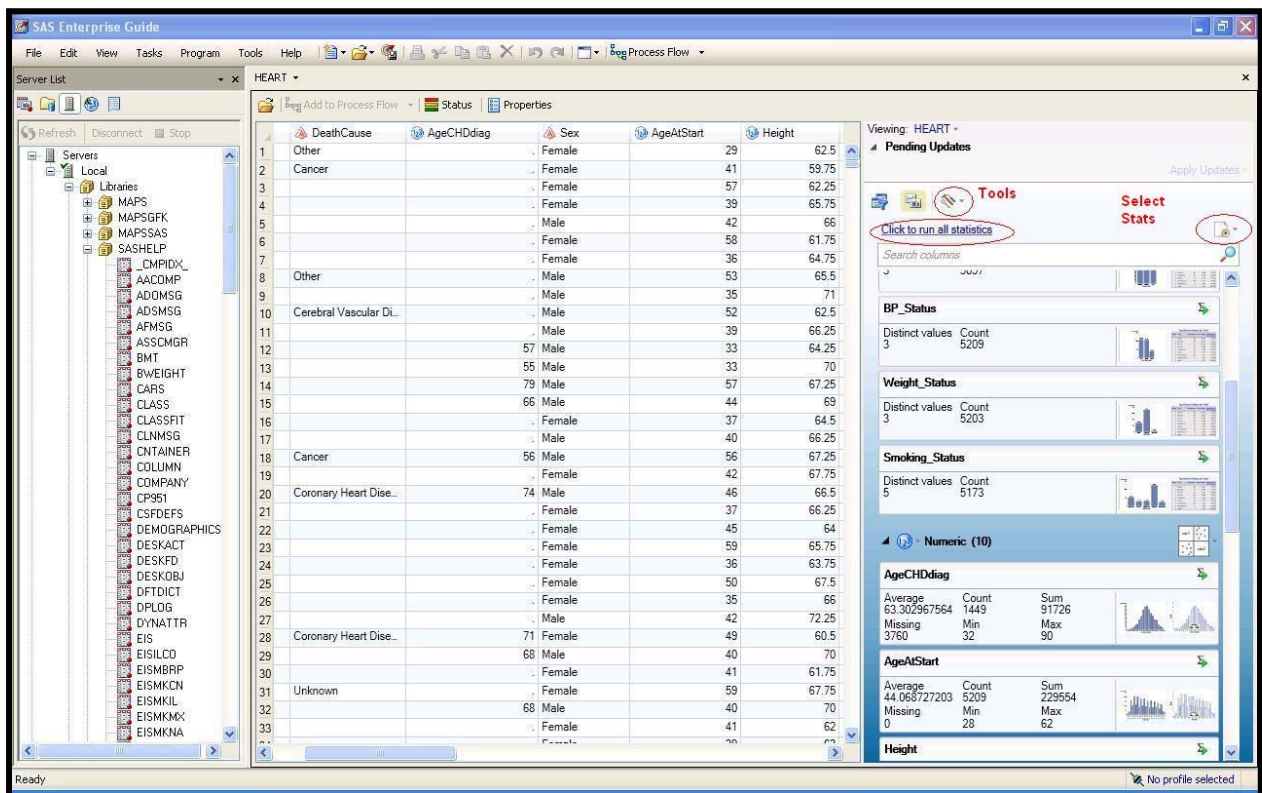 SAS Enterprise Guide
File Edit View Tasks Program Tools Help Process Flow
Server List
Refresh Disconnect Stop
Servers
Local
Libraries
MAPS
MAPSGFK
MAPSSAS
SASHELP
_CMPIDX_
AACOMP
ADOMSG
ADSMSG
AFMSG
ASSCMGR
BMT
BWEIGHT
CARS
CLASS
CLASSFIT
CLNMSG
CNTAINER
COLUMN
COMPANY
CP951
CSFDEFS
DEMOGRAPHICS
DESKACT
DESKFD
DESKOBJ
DFTDICT
DPLOG
DYNATTR
EIS
EISILCO
EISMBRP
EISMKCN
EISMKIL
EISMKMX
EISMKNA
HEART
Add to Process Flow Status Properties
DeathCause AgeCHDdiag Sex AgeAtStart Height
1 Other . Female 29 62.5
2 Cancer . Female 41 59.75
3 . Female 57 62.25
4 . Female 39 65.75
5 . Male 42 66
6 . Female 58 61.75
7 . Female 36 64.75
8 Other . Male 53 65.5
9 . Male 35 71
10 Cerebral Vascular Di... . Male 52 62.5
11 . Male 39 66.25
12 57 Male 33 64.25
13 55 Male 33 70
14 79 Male 57 67.25
15 66 Male 44 69
16 . Female 37 64.5
17 . Male 40 66.25
18 Cancer 56 Male 56 67.25
19 . Female 42 67.75
20 Coronary Heart Dise... 74 Male 46 66.5
21 . Female 37 66.25
22 . Female 45 64
23 . Female 59 65.75
24 . Female 36 63.75
25 . Female 50 67.5
26 . Female 35 66
27 . Male 42 72.25
28 Coronary Heart Dise... 71 Female 49 60.5
29 68 Male 40 70
30 . Female 41 61.75
31 Unknown . Female 59 67.75
32 68 Male 40 70
33 . Female 41 62
Viewing: HEART
Pending Updates
Apply Updates
Tools
Select
Stats
Click to run all statistics
Search columns
BP_Status
Distinct values Count
3 5209
Weight_Status
Distinct values Count
3 5203
Smoking_Status
Distinct values Count
5 5173
Numeric (10)
AgeCHDdiag
Average Count Sum
63.302967564 1449 91726
Missing Min Max
3760 32 90
AgeAtStart
Average Count Sum
44.068727203 5209 229554
Missing Min Max
0 28 62
Height
Ready
No profile selected